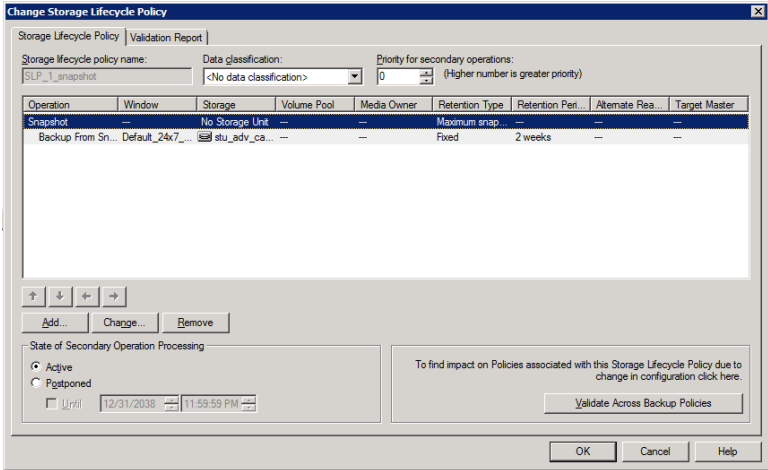 Change Storage Lifecycle Policy
Storage Lifecycle Policy Validation Report
Storage lifecycle policy name: Data classification: Priority for secondary operations:
SLP_1_snapshot <No data classification> 0 (Higher number is greater priority)
Operation Window Storage Volume Pool Media Owner Retention Type Retention Peri... Alternate Rea... Target Master
Snapshot --- No Storage Unit --- --- Maximum snap... --- --- ---
Backup From Sn... Default_24x7_... stu_adv_ca... --- --- Fixed 2 weeks --- ---
Add... Change... Remove
State of Secondary Operation Processing
Active
Postponed
Until 12/31/2038 11:59:59 PM
To find impact on Policies associated with this Storage Lifecycle Policy due to
change in configuration click here.
Validate Across Backup Policies
OK Cancel Help